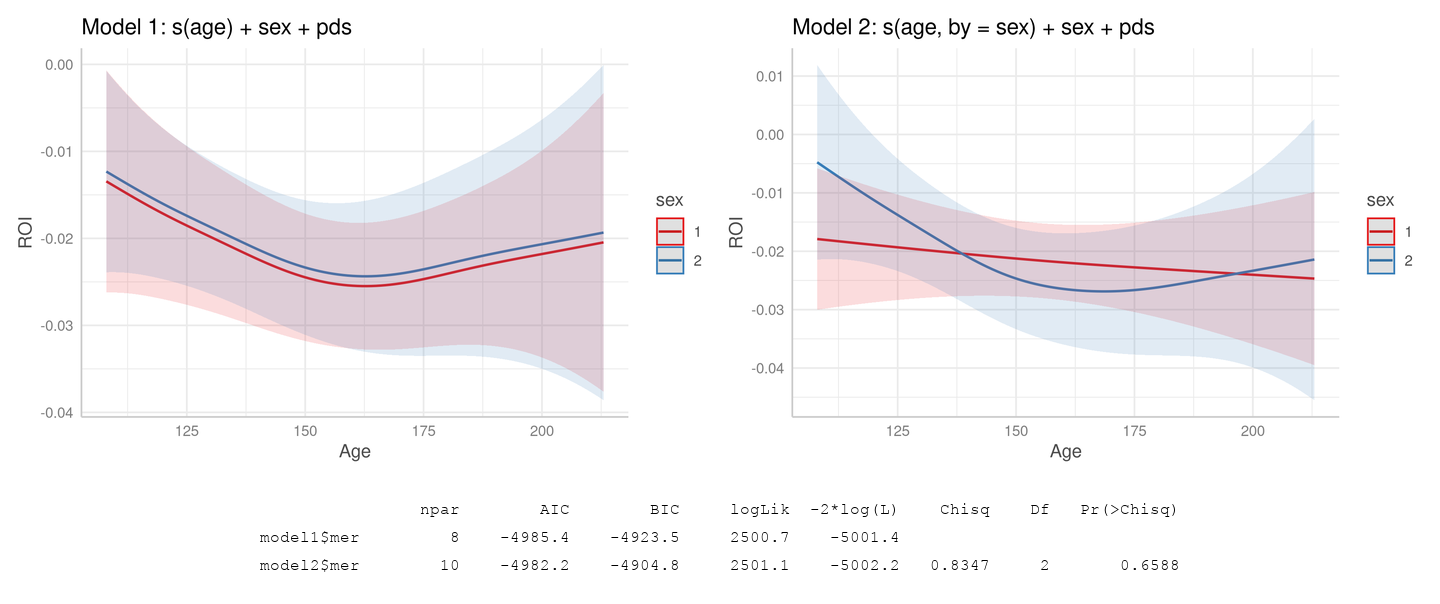 Model 1: s(age) + sex + pds
0.00
-0.01
-0.02
-0.03
-0.04
ROI
125 150 175 200
Age
sex
1
2
Model 2: s(age, by = sex) + sex + pds
0.01
0.00
-0.01
-0.02
-0.03
-0.04
ROI
125 150 175 200
Age
sex
1
2
npar AIC BIC logLik -2*log(L) Chisq Df Pr(>Chisq)
model1$mer 8 -4985.4 -4923.5 2500.7 -5001.4
model2$mer 10 -4982.2 -4904.8 2501.1 -5002.2 0.8347 2 0.6588